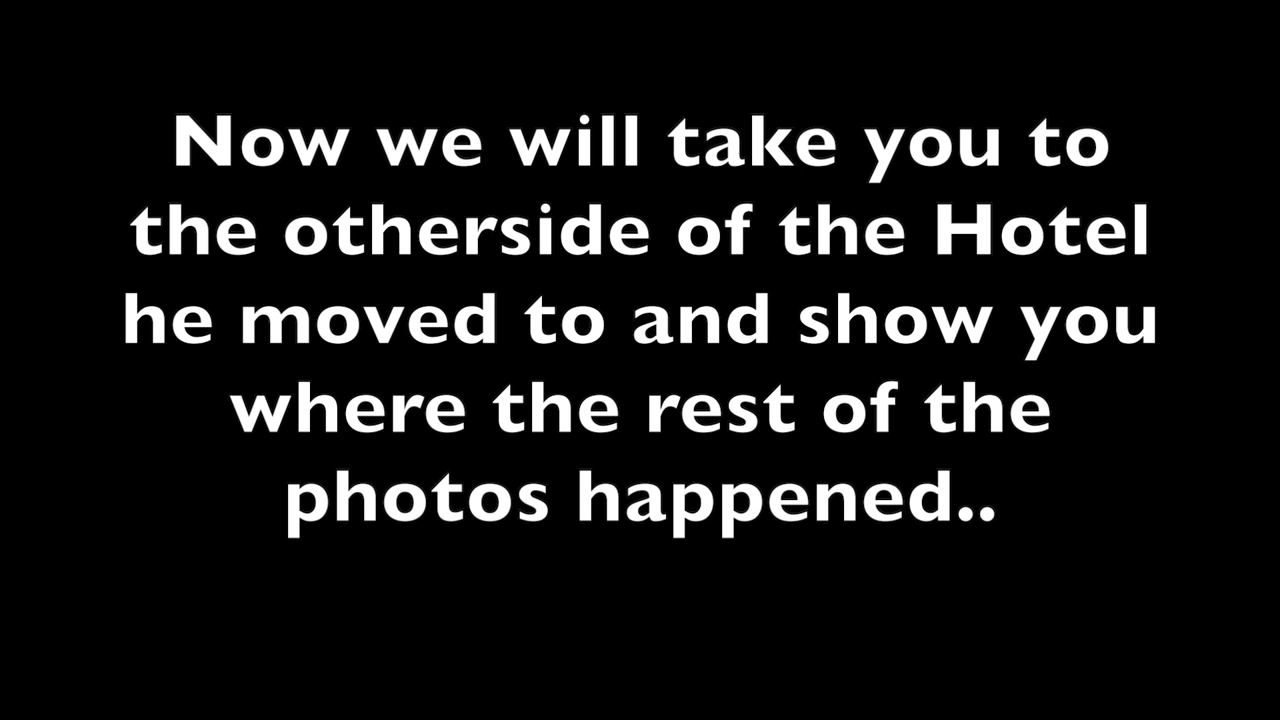 Now we will take you to
the otherside of the Hotel
he moved to and show you
where the rest of the
photos happened..